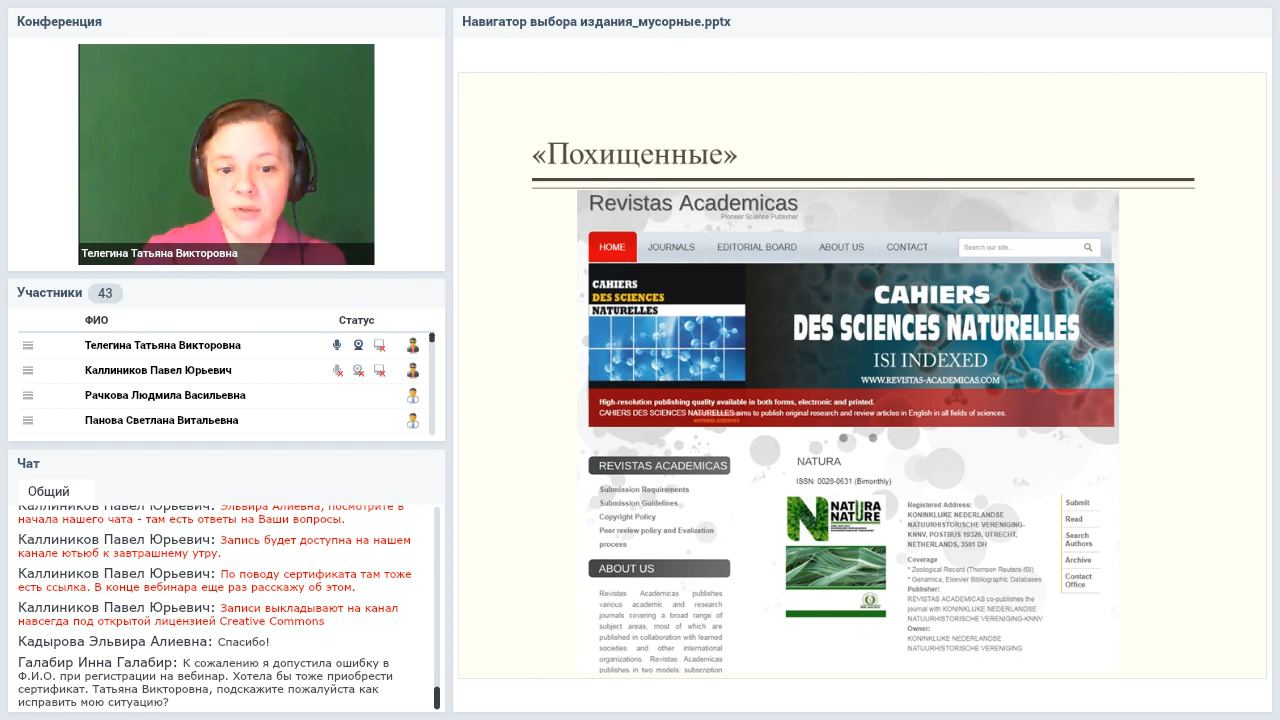 Конференция
Телегина Татьяна Викторовна
Участники 43
ФИО Статус
Телегина Татьяна Викторовна
Каллиников Павел Юрьевич
Рачкова Людмила Васильевна
Панова Светлана Витальевна
Чат
Общий
Каллиников Павел Юрьевич: Эльвира Алиевна, посмотрите в
начала нашего чата - там есть ответы на Ваши вопросы.
Каллиников Павел Юрьевич: Запись будет доступна на нашем
канале ютьюб к завтрашнему утру.
Каллиников Павел Юрьевич: По поводу сертификата там тоже
есть ссылка. В конце вебинара еще раз расскажу об этом.
Каллиников Павел Юрьевич: Записи выкладывают на канал
навсегда под открытой лицензией Creative Commons
Кадырова Эльвира Алиевна: Спасибо!
Галабир Инна Галабир: К сожалению я допустила ошибку в
Ф.И.О. при регистрации на вебинар. Хотела бы тоже приобрести
сертификат. Татьяна Викторовна, подскажите пожалуйста как
исправить мою ситуацию?
Навигатор выбора издания_мусорные.pptx
«Похищенные»
Revistas Academicas
Pioneer Science Publisher
HOME JOURNALS EDITORIAL BOARD ABOUT US CONTACT Search our site...
CAHIERS
DES SCIENCES
NATURELLES
CAHIERS
DES SCIENCES NATURELLES
ISI INDEXED
WWW.REVISTAS-ACADEMICAS.COM
High-resolution publishing quality available in both forms, electronic and printed.
CAHIERS DES SCIENCES NATURELLES aims to publish original research and review articles in English in all fields of sciences.
REVISTAS ACADEMICAS
Submission Requirements
Submission Guidelines
Copyright Policy
Peer review policy and Evaluation
process
ABOUT US
Revistas Academicas publishes
various academic and research
journals covering a broad range of
subject areas, most of which are
published in collaboration with learned
societies and other international
organizations. Revistas Academicas
publishes in two models: subscription
NATURA
ISSN: 0028-0631 (Bimonthly)
NATURA
NATURE
Registered Address:
KONINKLIJKE NEDERLANDSE
NATUURHISTORISCHE VERENIGING-
KNNV, POSTBUS 19320, UTRECHT,
NETHERLANDS, 3501 DH
Coverage
* Zoological Record (Thomson Reuters-ISI)
* Genamics, Elsevier Bibliographic Databases
Publisher:
REVISTAS ACADEMICAS co-publishes the
journal with KONINKLIJKE NEDERLANDSE
NATUURHISTORISCHE VERENIGING-KNNV
Owner:
KONINKLIJKE NEDERLANDSE
NATUURHISTORISCHE VERENIGING
Submit
Read
Search
Authors
Archive
Contact
Office